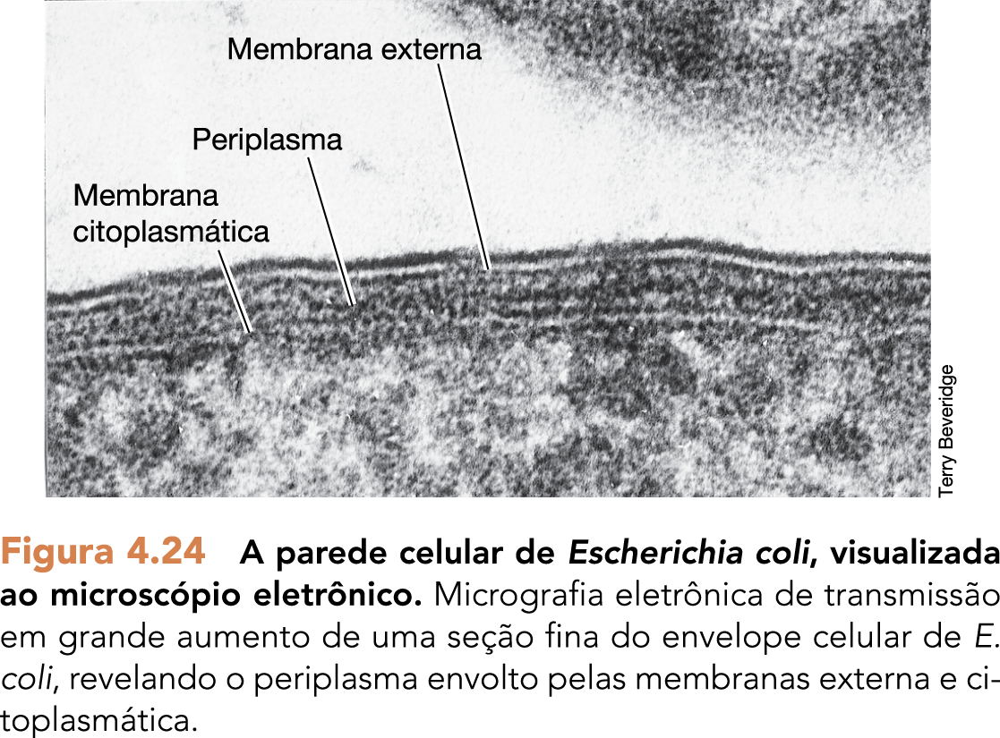 Membrana externa
Periplasma
Membrana
citoplasmática
Terry Beveridge
Figura 4.24 A parede celular de Escherichia coli, visualizada
ao microscópio eletrônico. Micrografia eletrônica de transmissão
em grande aumento de uma seção fina do envelope celular de E.
coli, revelando o periplasma envolto pelas membranas externa e ci-
toplasmática.